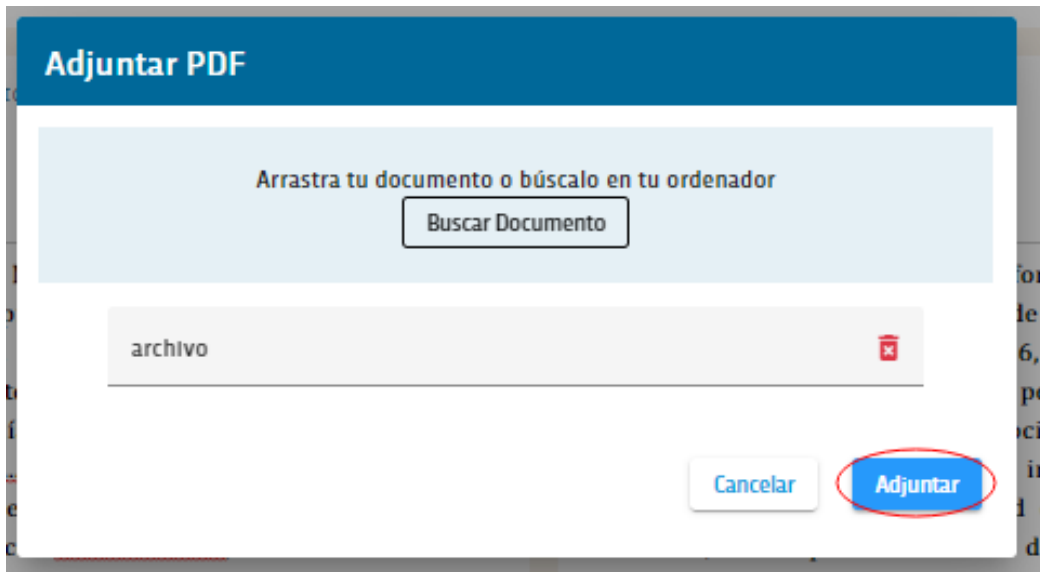 Adjuntar PDF
Arrastra tu documento o búscalo en tu ordenador
Buscar Documento
archivo
Cancelar
Adjuntar